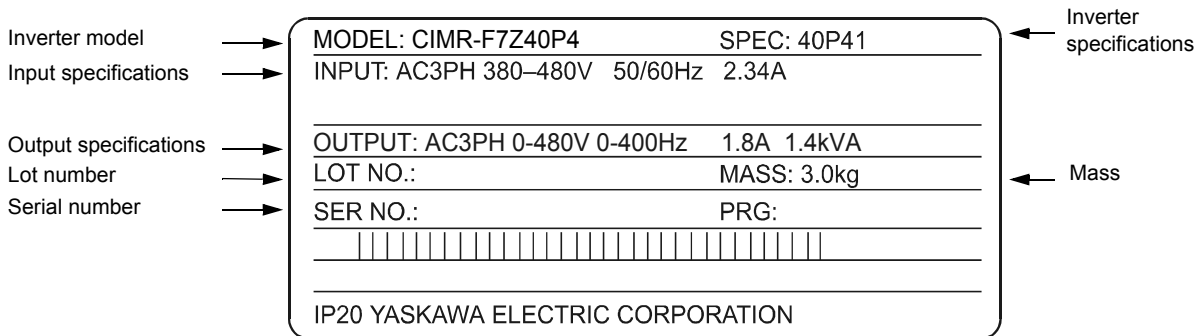 Inverter model
MODEL: CIMR-F7Z40P4 SPEC: 40P41
Inverter
specifications
Input specifications
INPUT: AC3PH 380–480V 50/60Hz 2.34A
Output specifications
OUTPUT: AC3PH 0-480V 0-400Hz 1.8A 1.4kVA
Lot number
LOT NO.: MASS: 3.0kg
Mass
Serial number
SER NO.: PRG:
IP20 YASKAWA ELECTRIC CORPORATION